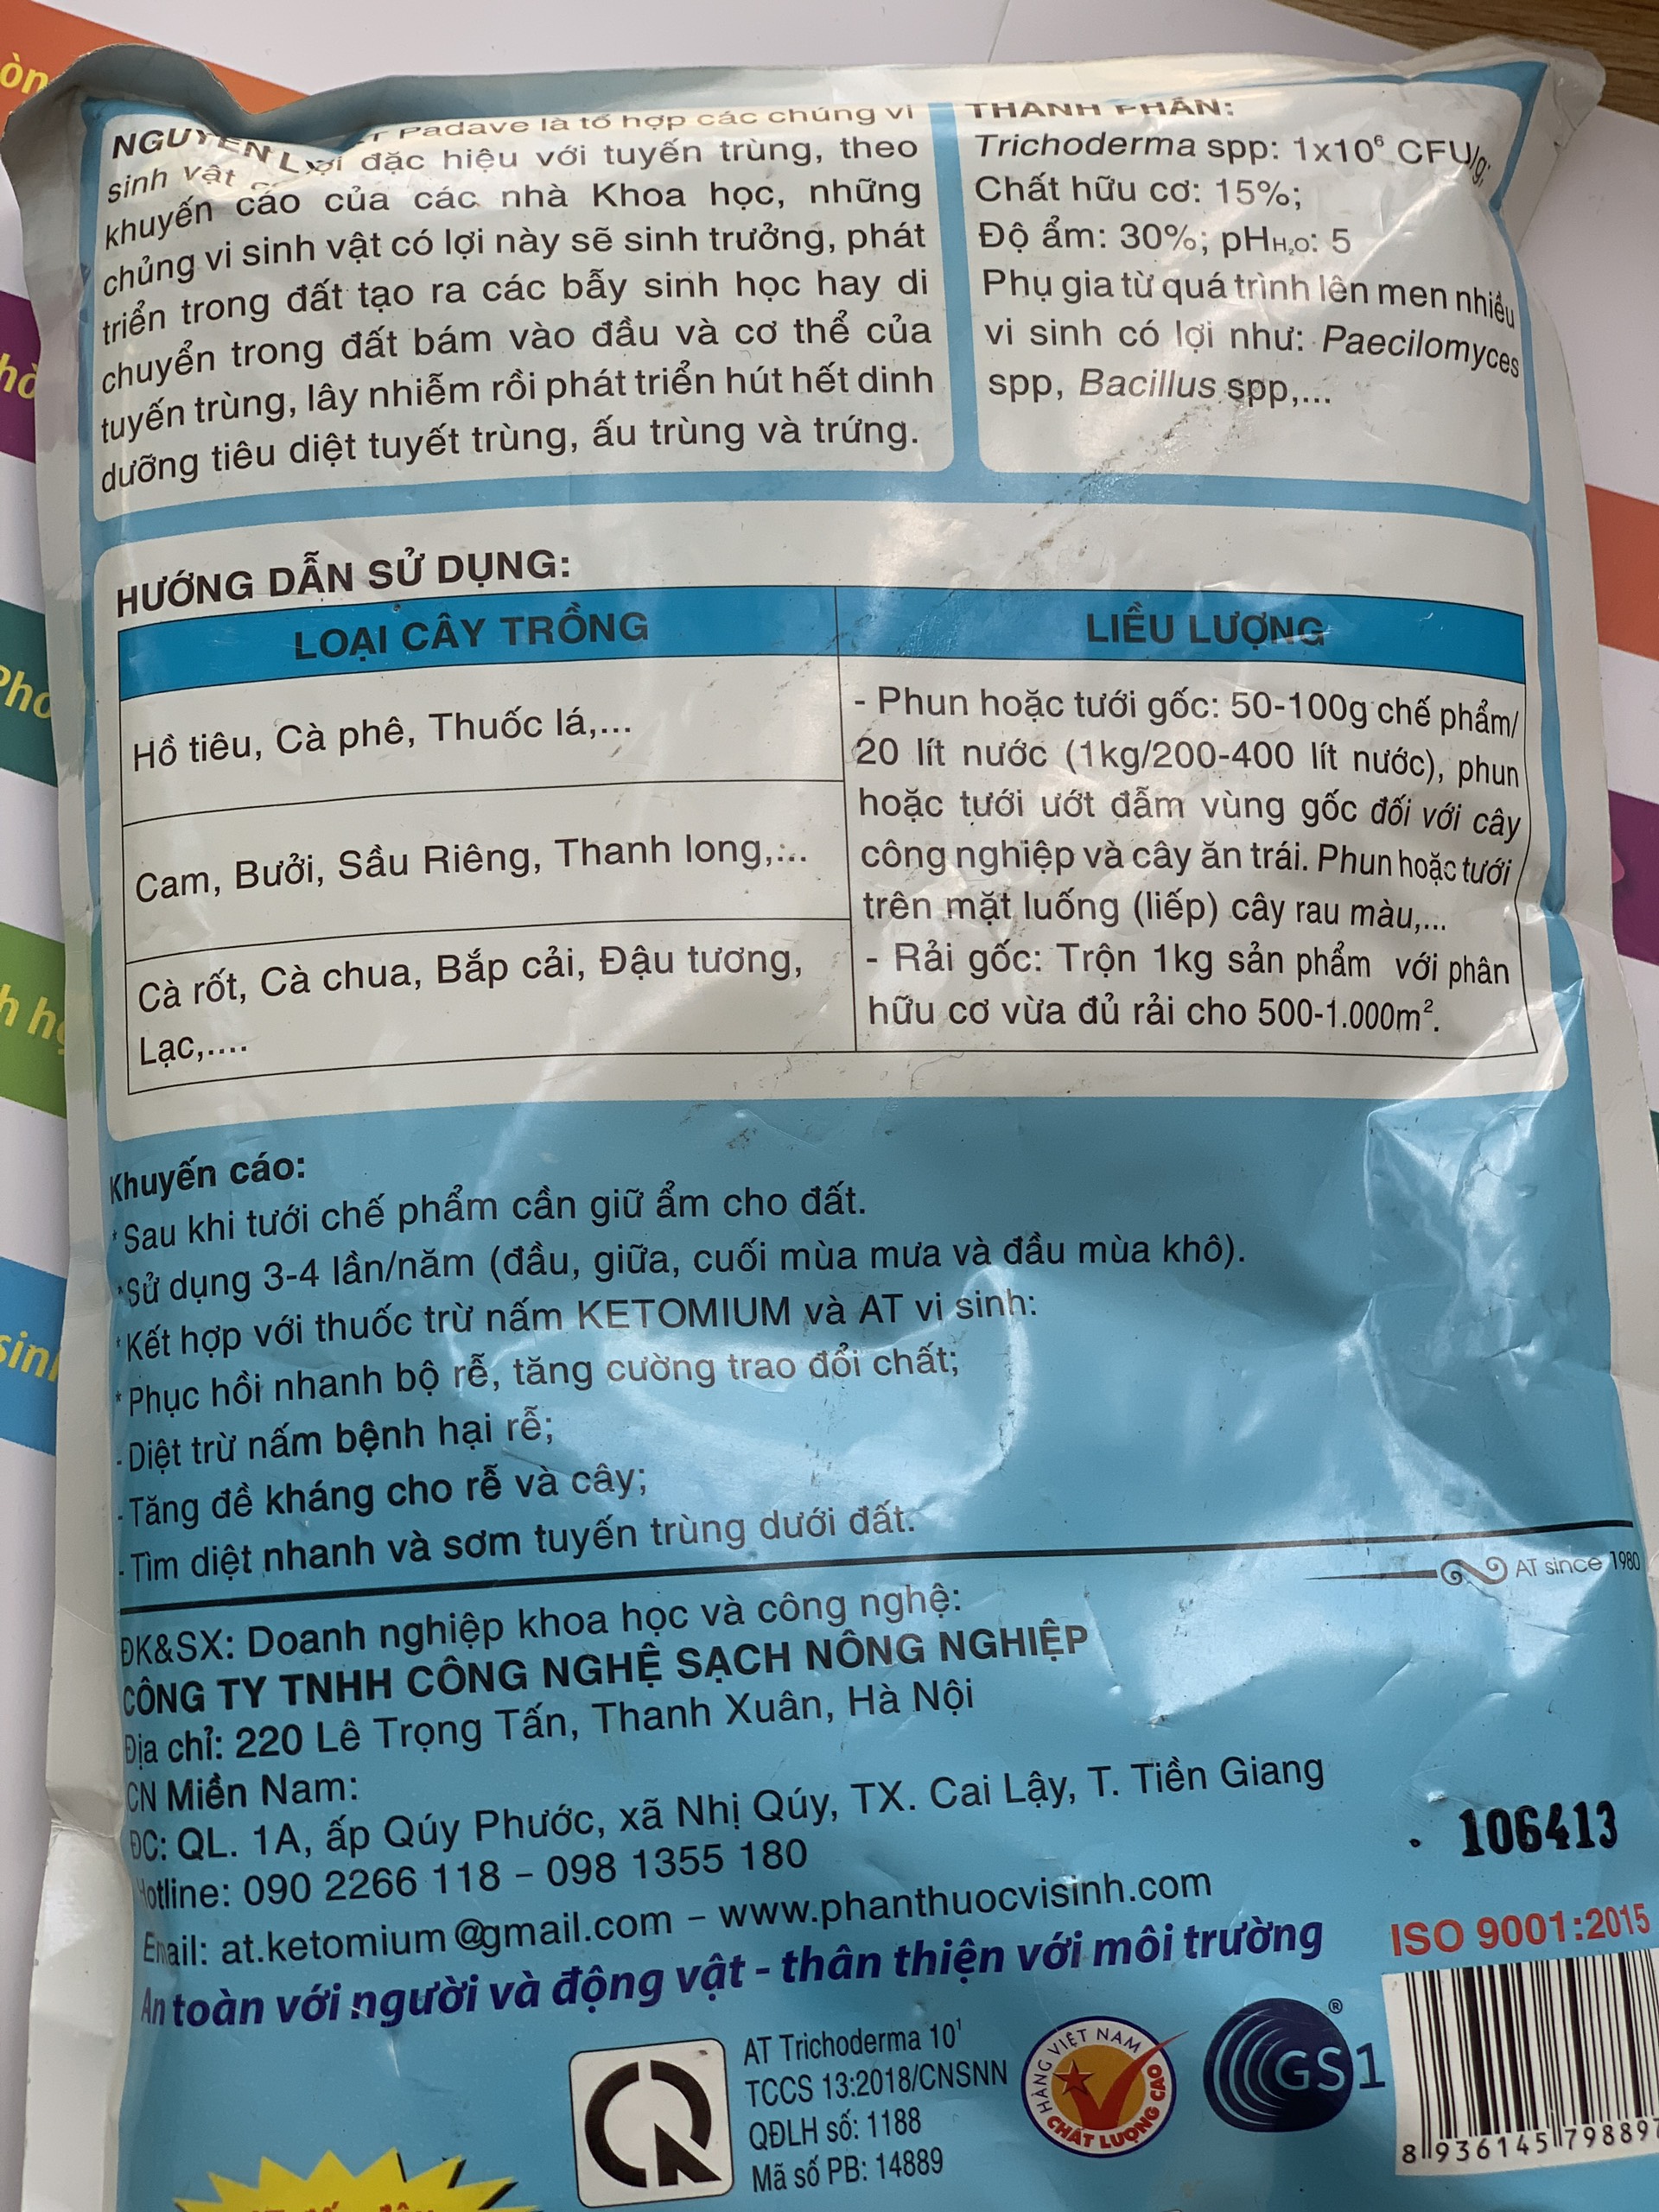 òn
hò
Pho
h h
sinh
NGUYÊN L
Padave là tổ hợp các chủng vi
sinh vật lợi đặc hiệu với tuyến trùng, theo
khuyến cáo của các nhà Khoa học, những
chủng vi sinh vật có lợi này sẽ sinh trưởng, phát
triển trong đất tạo ra các bẫy sinh học hay di
chuyển trong đất bám vào đầu và cơ thể của
tuyến trùng, lây nhiễm rồi phát triển hút hết dinh
dưỡng tiêu diệt tuyết trùng, ấu trùng và trứng.
THÀNH PHẦN:
Trichoderma spp: 1x10⁶ CFU/g;
Chất hữu cơ: 15%;
Độ ẩm: 30%; pHH₂O: 5
Phụ gia từ quá trình lên men nhiều
vi sinh có lợi như: Paecilomyces
spp, Bacillus spp,...
HƯỚNG DẪN SỬ DỤNG:
LOẠI CÂY TRỒNG
LIỀU LƯỢNG
Hồ tiêu, Cà phê, Thuốc lá,...
Cam, Bưởi, Sầu Riêng, Thanh long,...
Cà rốt, Cà chua, Bắp cải, Đậu tương,
Lạc,....
- Phun hoặc tưới gốc: 50-100g chế phẩm/
20 lít nước (1kg/200-400 lít nước), phun
hoặc tưới ướt đẫm vùng gốc đối với cây
công nghiệp và cây ăn trái. Phun hoặc tưới
trên mặt luống (liếp) cây rau màu,...
- Rải gốc: Trộn 1kg sản phẩm với phân
hữu cơ vừa đủ rải cho 500-1.000m².
Khuyến cáo:
*Sau khi tưới chế phẩm cần giữ ẩm cho đất.
*Sử dụng 3-4 lần/năm (đầu, giữa, cuối mùa mưa và đầu mùa khô).
*Kết hợp với thuốc trừ nấm KETOMIUM và AT vi sinh:
*Phục hồi nhanh bộ rễ, tăng cường trao đổi chất;
- Diệt trừ nấm bệnh hại rễ;
- Tăng đề kháng cho rễ và cây;
- Tìm diệt nhanh và sơm tuyến trùng dưới đất.
AT since 1980
ĐK&SX: Doanh nghiệp khoa học và công nghệ:
CÔNG TY TNHH CÔNG NGHỆ SẠCH NÔNG NGHIỆP
Địa chỉ: 220 Lê Trọng Tấn, Thanh Xuân, Hà Nội
CN Miền Nam:
ĐC: QL. 1A, ấp Qúy Phước, xã Nhị Qúy, TX. Cai Lậy, T. Tiền Giang
Hotline: 090 2266 118 – 098 1355 180
Email: at.ketomium@gmail.com – www.phanthuocvisinh.com
An toàn với người và động vật - thân thiện với môi trường
106413
ISO 9001:2015
AT Trichoderma 10¹
TCCS 13:2018/CNSNN
QĐLH số: 1188
Mã số PB: 14889
HÀNG VIỆT NAM
CHẤT LƯỢNG CAO
GS1
8 936145 79889